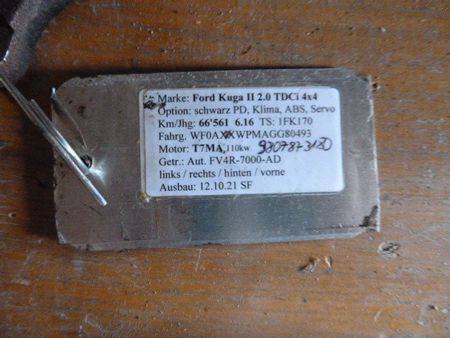 Marke: Ford Kuga II 2.0 TDCi 4x4
Option: schwarz PD, Klima, ABS, Servo
Km/Jhg: 66'561 6.16 TS: 1FK170
Fahrg. WF0AXXWPMAGG80493
Motor: T7MA, 110kw
Getr.: Aut. FV4R-7000-AD
links / rechts / hinten / vorne
Ausbau: 12.10.21 SF